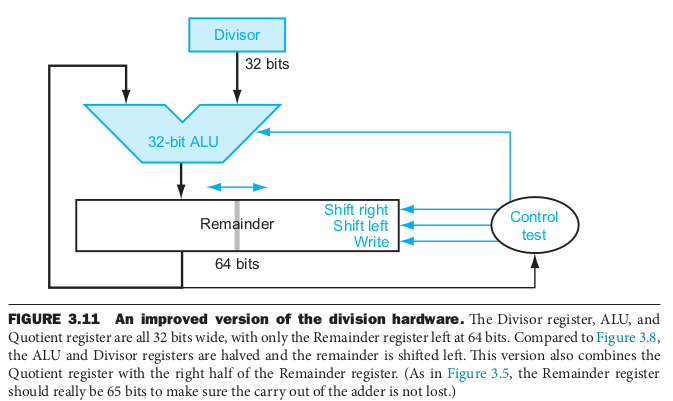 Divisor
32 bits
32-bit ALU
Remainder
Shift right
Shift left
Write
Control
test
64 bits
FIGURE 3.11 An improved version of the division hardware. The Divisor register, ALU, and
Quotient register are all 32 bits wide, with only the Remainder register left at 64 bits. Compared to Figure 3.8,
the ALU and Divisor registers are halved and the remainder is shifted left. This version also combines the
Quotient register with the right half of the Remainder register. (As in Figure 3.5, the Remainder register
should really be 65 bits to make sure the carry out of the adder is not lost.)